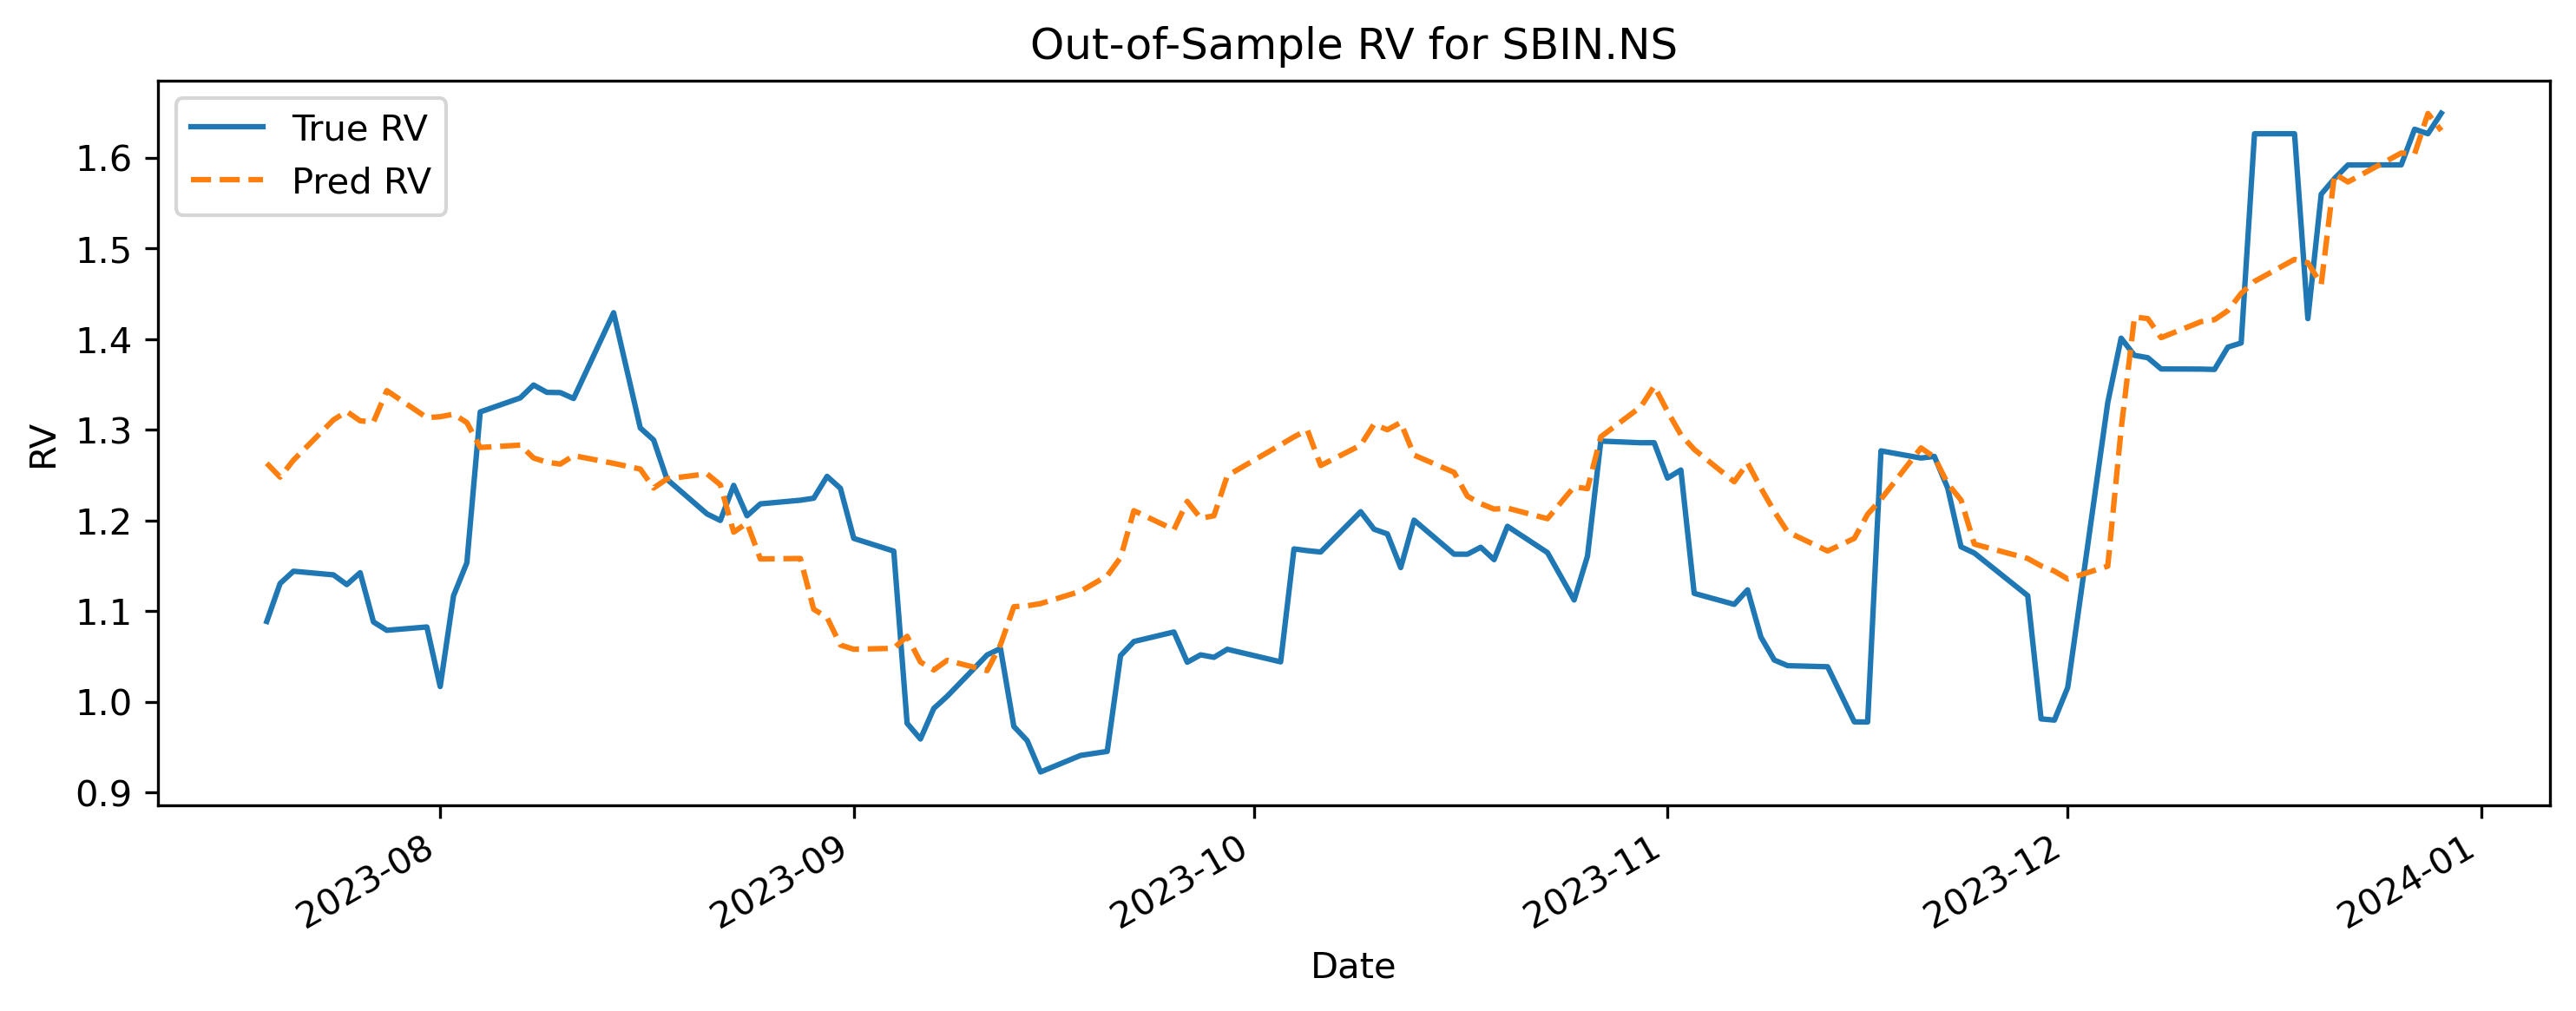 Out-of-Sample RV for SBIN.NS
True RV
Pred RV
1.6
1.5
1.4
1.3
1.2
1.1
1.0
0.9
RV
2023-08
2023-09
2023-10
2023-11
2023-12
2024-01
Date